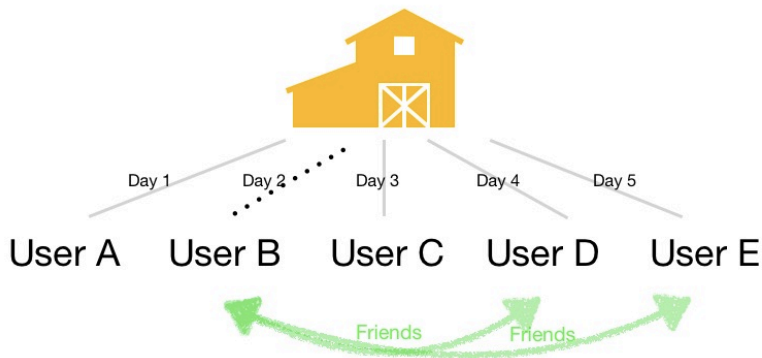 Day 1
Day 2
Day 3
Day 4
Day 5
User A
User B
User C
User D
User E
Friends
Friends